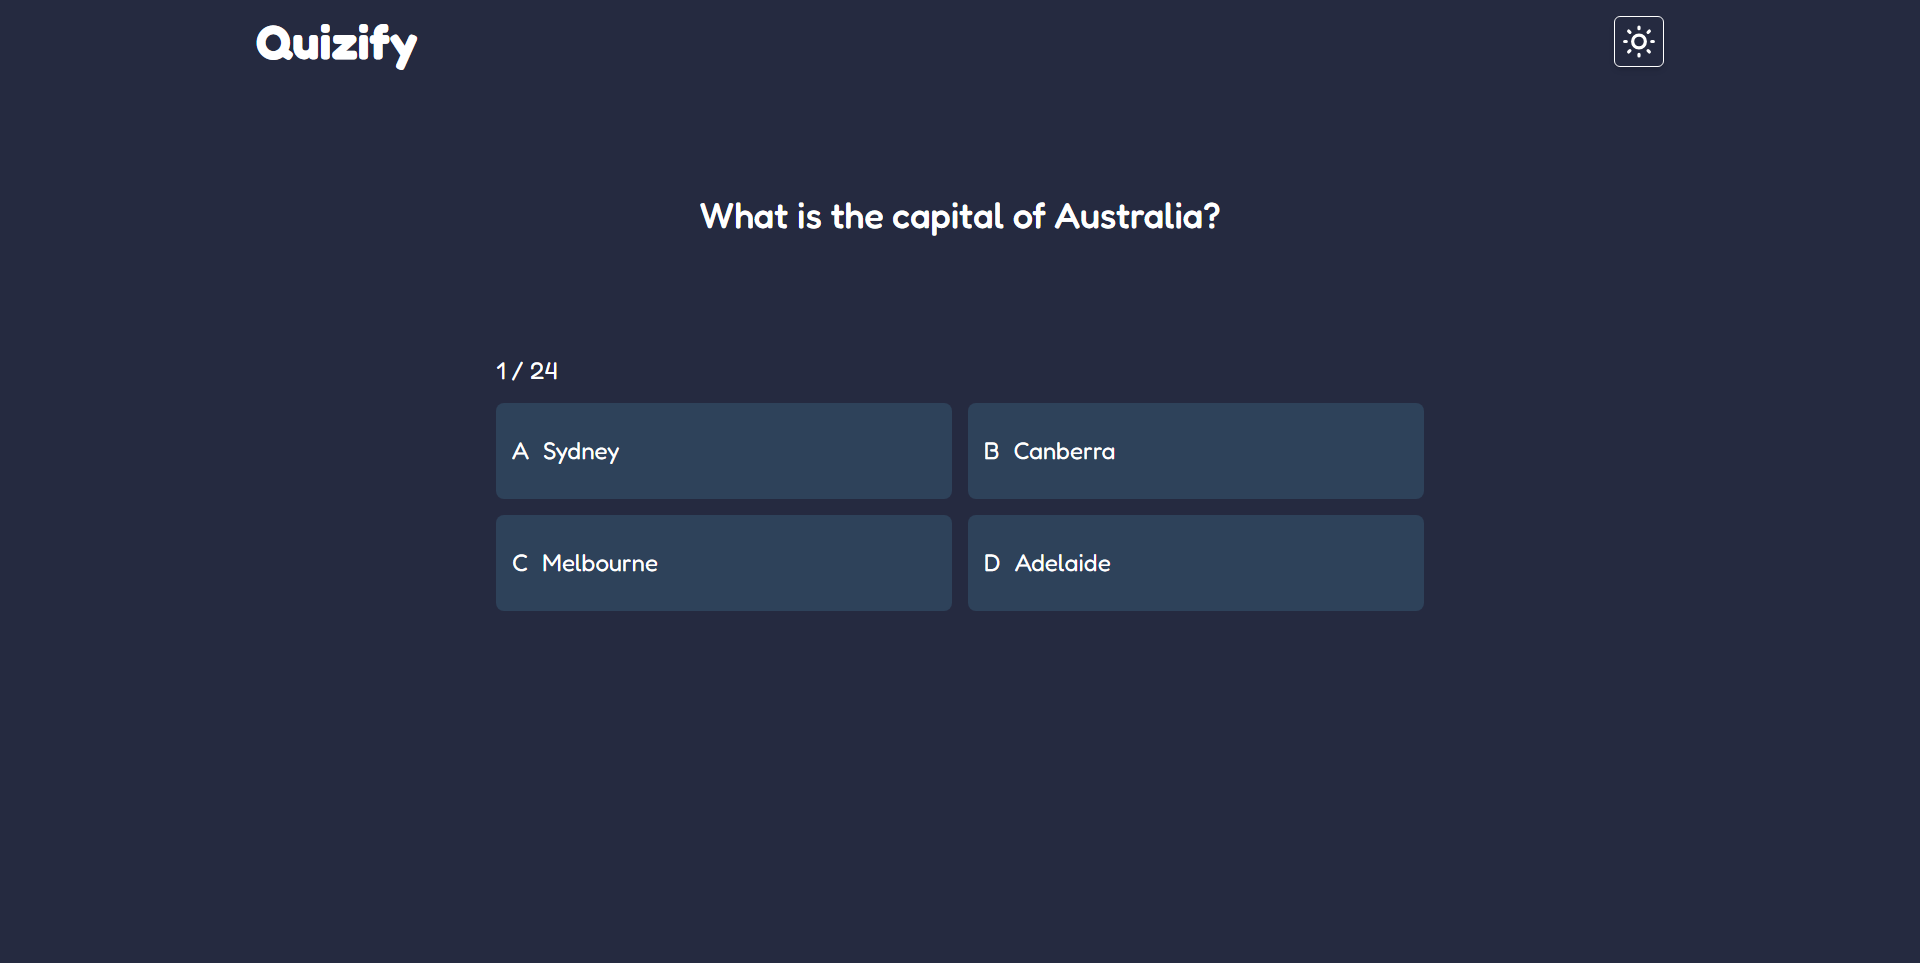 Quizify
What is the capital of Australia?
1 / 24
A Sydney
B Canberra
C Melbourne
D Adelaide